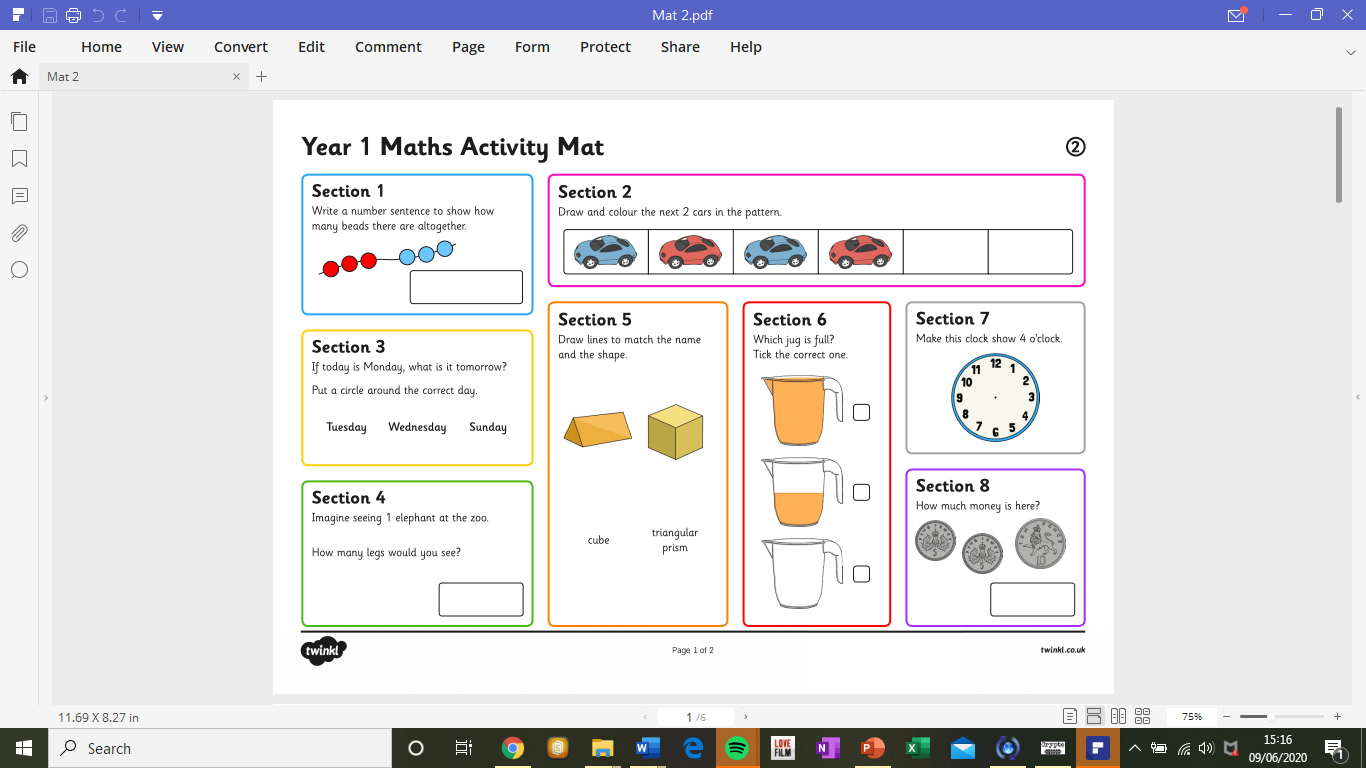 Mat 2.pdf
File Home View Convert Edit Comment Page Form Protect Share Help
Mat 2
Year 1 Maths Activity Mat
2
Section 1
Write a number sentence to show how
many beads there are altogether.
Section 2
Draw and colour the next 2 cars in the pattern.
Section 3
If today is Monday, what is it tomorrow?
Put a circle around the correct day.
Tuesday Wednesday Sunday
Section 4
Imagine seeing 1 elephant at the zoo.
How many legs would you see?
Section 5
Draw lines to match the name
and the shape.
cube
triangular
prism
Section 6
Which jug is full?
Tick the correct one.
Section 7
Make this clock show 4 o'clock.
12
1
2
3
4
5
6
7
8
9
10
11
Section 8
How much money is here?
5
5
10
twinkl
Page 1 of 2
twinkl.co.uk
11.69 X 8.27 in
1 /6
75%
Search
LOVE
FILM
Crypto
15:16
09/06/2020
1